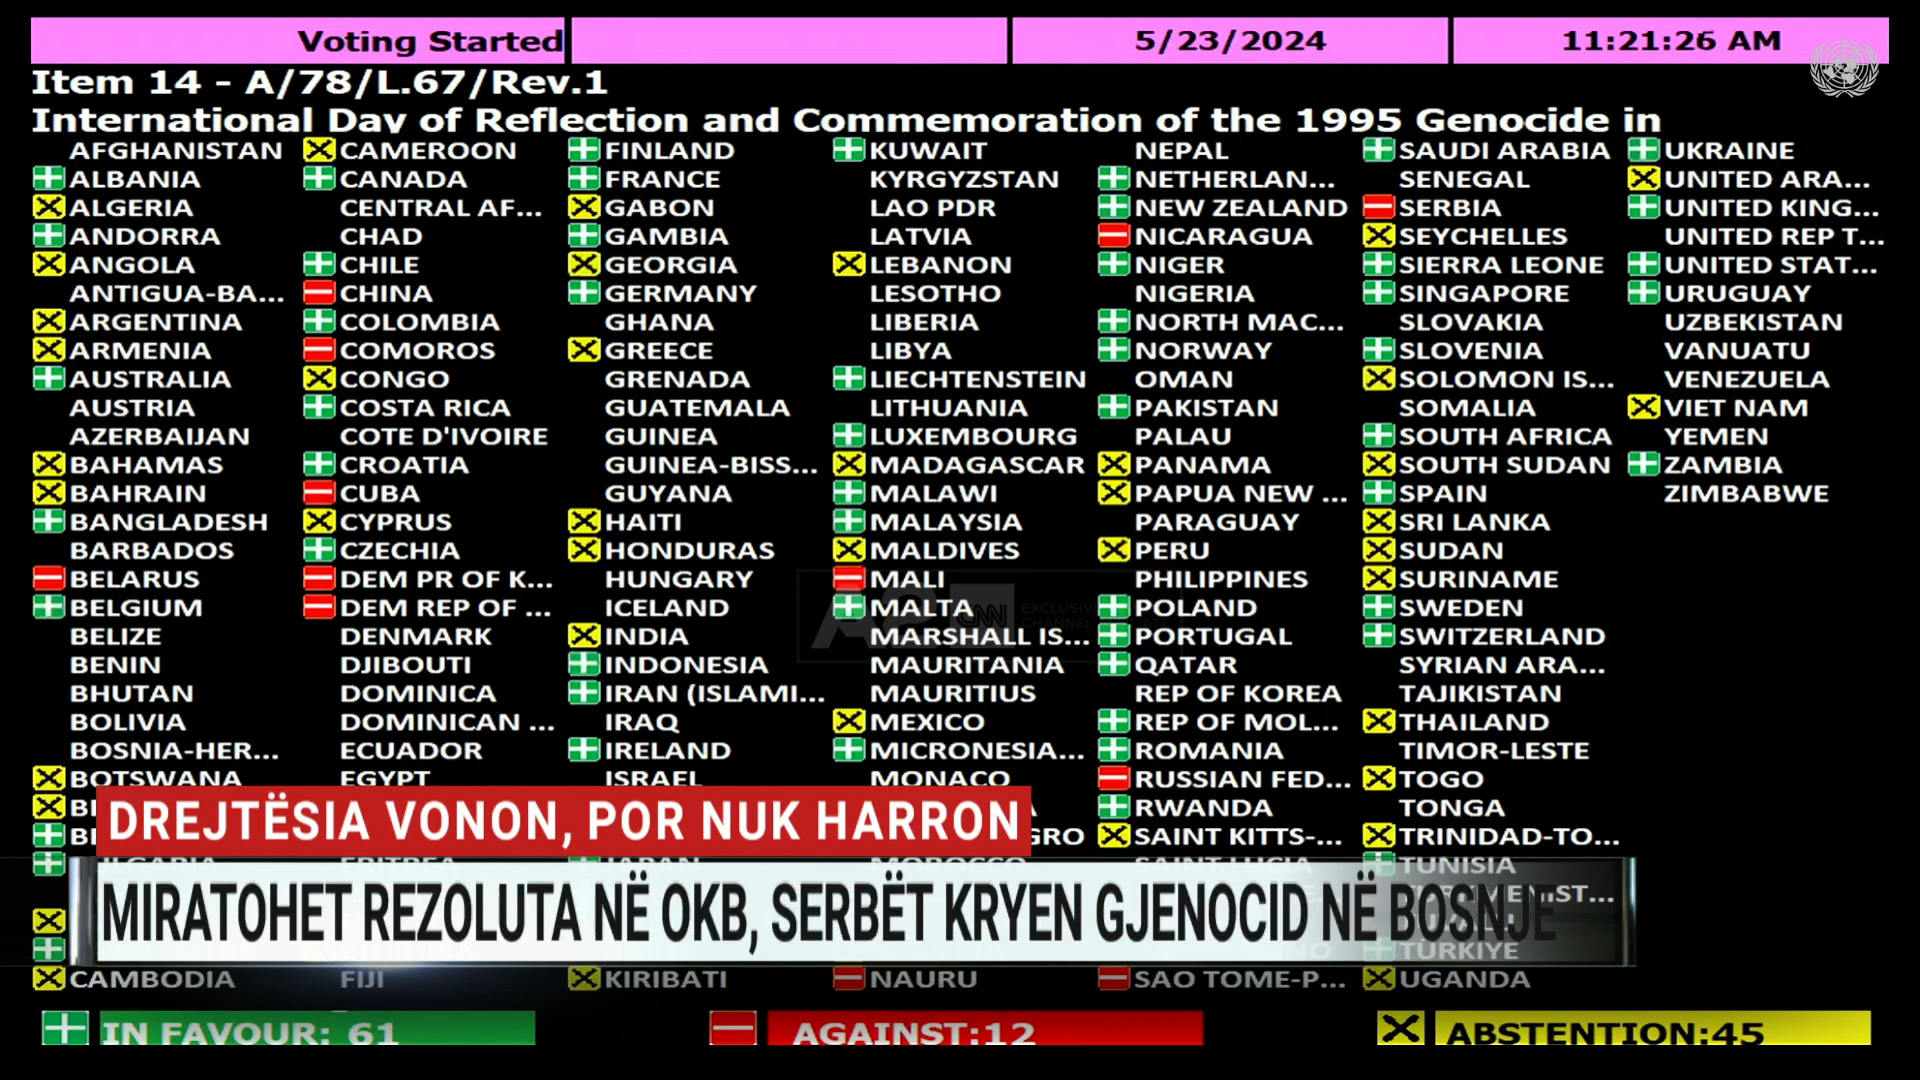 Voting Started
5/23/2024
11:21:26 AM
Item 14 - A/78/L.67/Rev.1
International Day of Reflection and Commemoration of the 1995 Genocide in
AFGHANISTAN
ALBANIA
ALGERIA
ANDORRA
ANGOLA
ANTIGUA-BA...
ARGENTINA
ARMENIA
AUSTRALIA
AUSTRIA
AZERBAIJAN
BAHAMAS
BAHRAIN
BANGLADESH
BARBADOS
BELARUS
BELGIUM
BELIZE
BENIN
BHUTAN
BOLIVIA
BOSNIA-HER...
BOTSWANA
CAMBODIA
CAMEROON
CANADA
CENTRAL AF...
CHAD
CHILE
CHINA
COLOMBIA
COMOROS
CONGO
COSTA RICA
COTE D'IVOIRE
CROATIA
CUBA
CYPRUS
CZECHIA
DEM PR OF K...
DEM REP OF ...
DENMARK
DJIBOUTI
DOMINICA
DOMINICAN ...
ECUADOR
EGYPT
FIJI
FINLAND
FRANCE
GABON
GAMBIA
GEORGIA
GERMANY
GHANA
GREECE
GRENADA
GUATEMALA
GUINEA
GUINEA-BISS...
GUYANA
HAITI
HONDURAS
HUNGARY
ICELAND
INDIA
INDONESIA
IRAN (ISLAMI...
IRAQ
IRELAND
ISRAEL
JAPAN
KIRIBATI
KUWAIT
KYRGYZSTAN
LAO PDR
LATVIA
LEBANON
LESOTHO
LIBERIA
LIBYA
LIECHTENSTEIN
LITHUANIA
LUXEMBOURG
MADAGASCAR
MALAWI
MALAYSIA
MALDIVES
MALI
MALTA
MARSHALL IS...
MAURITANIA
MAURITIUS
MEXICO
MICRONESIA...
MONACO
MOROCCO
NAURU
NEPAL
NETHERLAN...
NEW ZEALAND
NICARAGUA
NIGER
NIGERIA
NORTH MAC...
NORWAY
OMAN
PAKISTAN
PALAU
PANAMA
PAPUA NEW ...
PARAGUAY
PERU
PHILIPPINES
POLAND
PORTUGAL
QATAR
REP OF KOREA
REP OF MOL...
ROMANIA
RUSSIAN FED...
RWANDA
SAINT KITTS-...
SAINT LUCIA
SAO TOME-P...
SAUDI ARABIA
SENEGAL
SERBIA
SEYCHELLES
SIERRA LEONE
SINGAPORE
SLOVAKIA
SLOVENIA
SOLOMON IS...
SOMALIA
SOUTH AFRICA
SOUTH SUDAN
SPAIN
SRI LANKA
SUDAN
SURINAME
SWEDEN
SWITZERLAND
SYRIAN ARA...
TAJIKISTAN
THAILAND
TIMOR-LESTE
TOGO
TONGA
TRINIDAD-TO...
TUNISIA
TÜRKIYE
UGANDA
UKRAINE
UNITED ARA...
UNITED KING...
UNITED REP T...
UNITED STAT...
URUGUAY
UZBEKISTAN
VANUATU
VENEZUELA
VIET NAM
YEMEN
ZAMBIA
ZIMBABWE
A2 CNN
DREJTËSIA VONON, POR NUK HARRON
MIRATOHET REZOLUTA NË OKB, SERBËT KRYEN GJENOCID NË BOSNJE
IN FAVOUR: 61
AGAINST:12
ABSTENTION:45